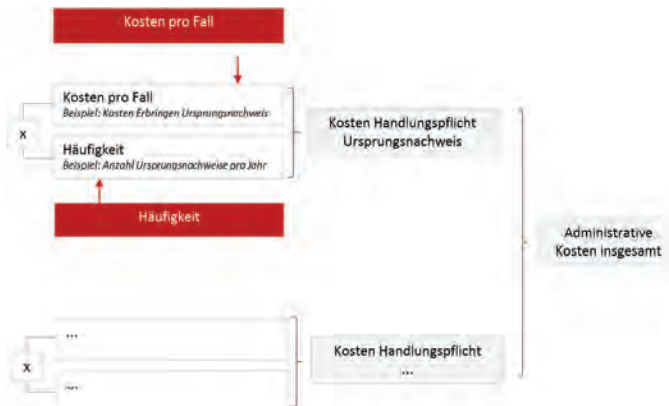 Kosten pro Fall
Kosten pro Fall
Beispiel: Kosten Erbringen Ursprungsnachweis
x
Häufigkeit
Beispiel: Anzahl Ursprungsnachweise pro Jahr
Kosten Handlungspflicht
Ursprungsnachweis
Häufigkeit
Administrative
Kosten insgesamt
...
x
...
Kosten Handlungspflicht
...